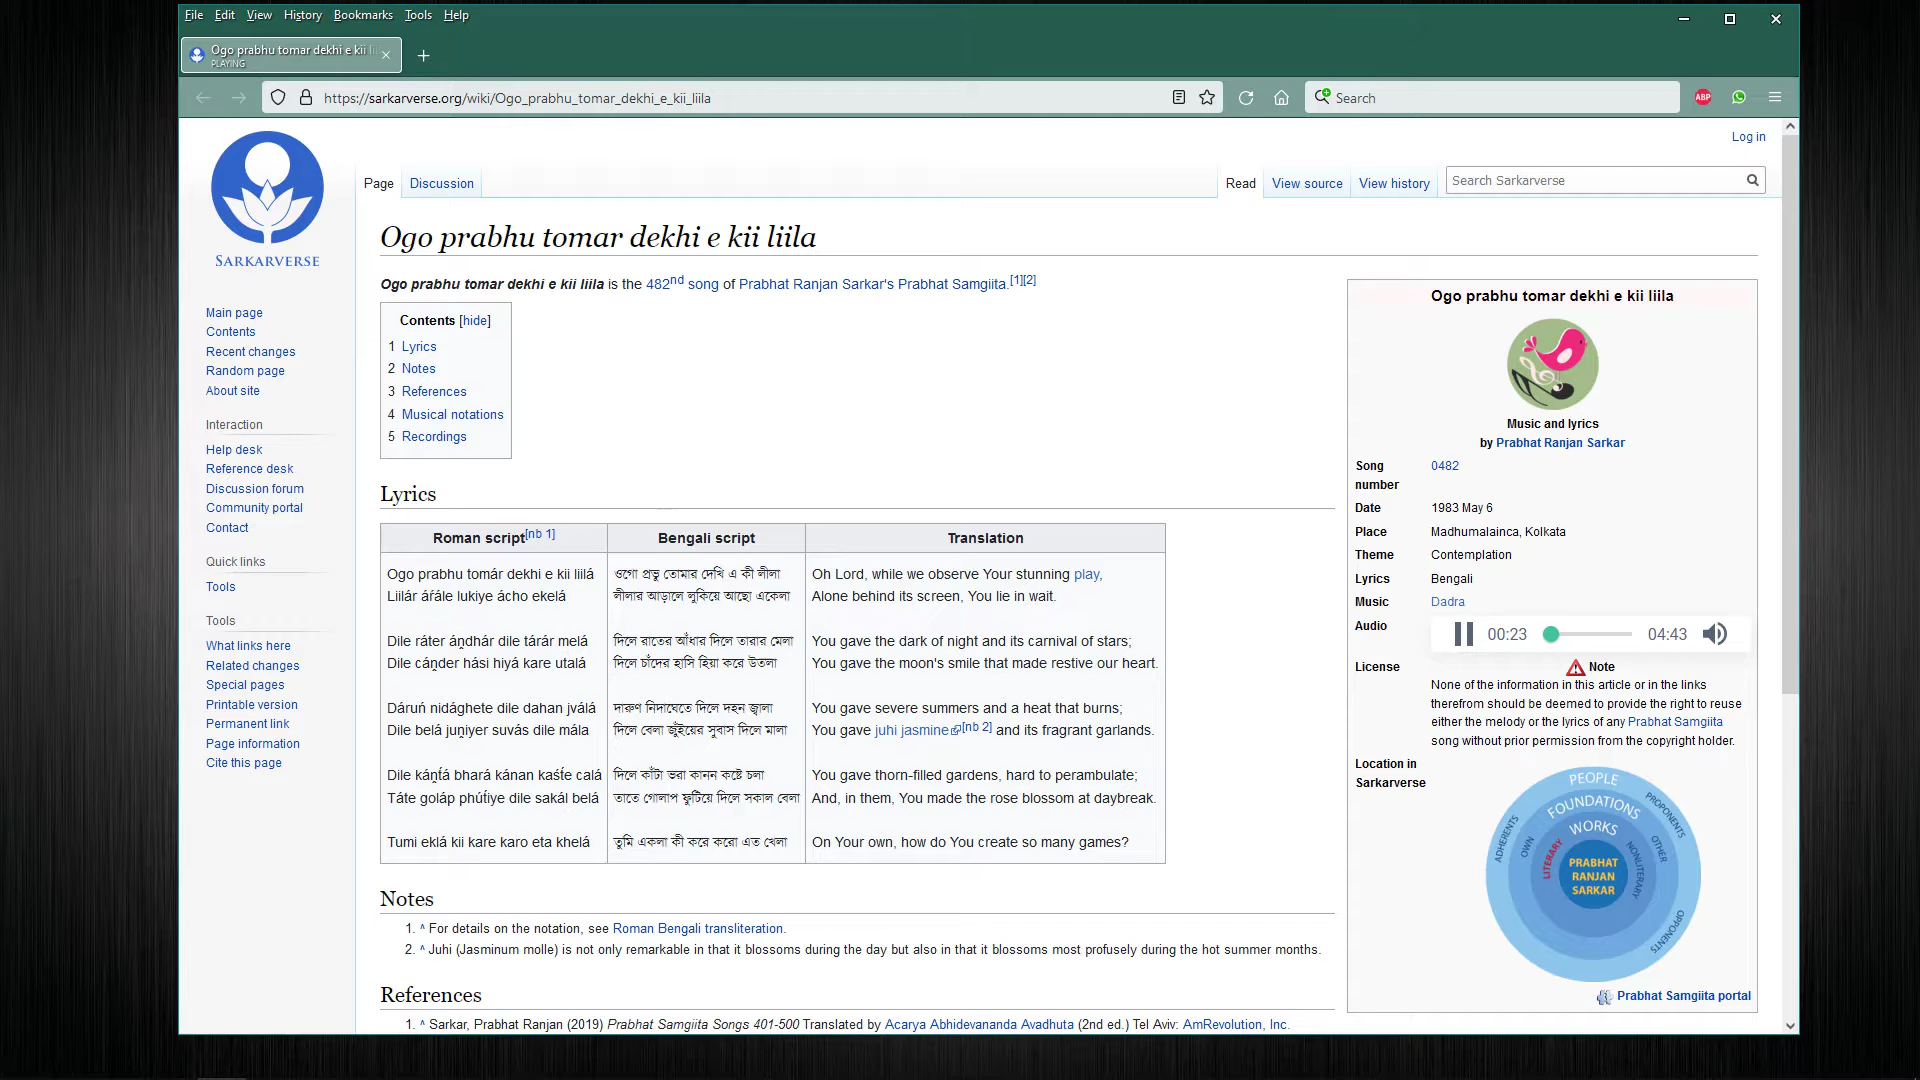 File Edit View History Bookmarks Tools Help
Ogo prabhu tomar dekhi e kii li
PLAYING
https://sarkarverse.org/wiki/Ogo_prabhu_tomar_dekhi_e_kii_liila
Search
ABP
Log in
SARKARVERSE
Page Discussion Read View source View history Search Sarkarverse
Ogo prabhu tomar dekhi e kii liila
Ogo prabhu tomar dekhi e kii liila is the 482nd song of Prabhat Ranjan Sarkar's Prabhat Samgiita.[1][2]
Contents [hide]
1 Lyrics
2 Notes
3 References
4 Musical notations
5 Recordings
Main page
Contents
Recent changes
Random page
About site
Interaction
Help desk
Reference desk
Discussion forum
Community portal
Contact
Quick links
Tools
Tools
What links here
Related changes
Special pages
Printable version
Permanent link
Page information
Cite this page
Lyrics
Roman script[nb 1] Bengali script Translation
Ogo prabhu tomár dekhi e kii liilá ওগো প্রভু তোমার দেখি এ কী লীলা Oh Lord, while we observe Your stunning play,
Liilár áŕále lukiye ácho ekelá লীলার আড়ালে লুকিয়ে আছো একেলা Alone behind its screen, You lie in wait.
Dile ráter áṋdhár dile tárár melá দিলে রাতের আঁধার দিলে তারার মেলা You gave the dark of night and its carnival of stars;
Dile cáṋder hási hiyá kare utalá দিলে চাঁদের হাসি হিয়া করে উতলা You gave the moon's smile that made restive our heart.
Dáruń nidághete dile dahan jválá দারুণ নিদাঘেতে দিলে দহন জ্বালা You gave severe summers and a heat that burns;
Dile belá juṋiyer suvás dile mála দিলে বেলা জুঁইয়ের সুবাস দিলে মালা You gave juhi jasmine[nb 2] and its fragrant garlands.
Dile káṋt́á bhará kánan kaśt́e calá দিলে কাঁটা ভরা কানন কষ্টে চলা You gave thorn-filled gardens, hard to perambulate;
Táte goláp phút́iye dile sakál belá তাতে গোলাপ ফুটিয়ে দিলে সকাল বেলা And, in them, You made the rose blossom at daybreak.
Tumi eklá kii kare karo eta khelá তুমি একলা কী করে করো এত খেলা On Your own, how do You create so many games?
Notes
1. ^ For details on the notation, see Roman Bengali transliteration.
2. ^ Juhi (Jasminum molle) is not only remarkable in that it blossoms during the day but also in that it blossoms most profusely during the hot summer months.
References
1. ^ Sarkar, Prabhat Ranjan (2019) Prabhat Samgiita Songs 401-500 Translated by Acarya Abhidevananda Avadhuta (2nd ed.) Tel Aviv: AmRevolution, Inc.
Ogo prabhu tomar dekhi e kii liila
Music and lyrics
by Prabhat Ranjan Sarkar
Song number 0482
Date 1983 May 6
Place Madhumalainca, Kolkata
Theme Contemplation
Lyrics Bengali
Music Dadra
Audio 00:23 04:43
License Note
None of the information in this article or in the links
therefrom should be deemed to provide the right to reuse
either the melody or the lyrics of any Prabhat Samgiita
song without prior permission from the copyright holder.
Location in
Sarkarverse
PEOPLE
ADHERENTS
PROPONENTS
OPPONENTS
FOUNDATIONS
OWN
OTHER
WORKS
LITERARY
NONLITERARY
PRABHAT
RANJAN
SARKAR
Prabhat Samgiita portal